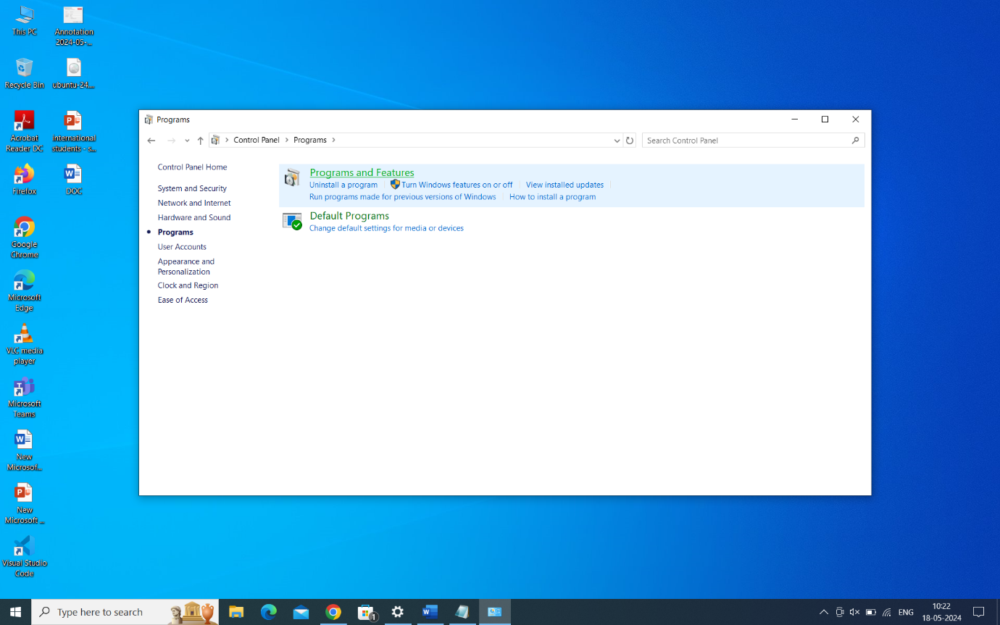 This PC
Annotation
2024-05-...
Recycle Bin
ubuntu-24....
Acrobat
Reader DC
international
students - s...
Firefox
DOC
Google
Chrome
Microsoft
Edge
VLC media
player
Microsoft
Teams
New
Microsof...
New
Microsoft ...
Visual Studio
Code
Programs
Control Panel
Programs
Search Control Panel
Control Panel Home
System and Security
Network and Internet
Hardware and Sound
Programs
User Accounts
Appearance and
Personalization
Clock and Region
Ease of Access
Programs and Features
Uninstall a program
Turn Windows features on or off
View installed updates
Run programs made for previous versions of Windows
How to install a program
Default Programs
Change default settings for media or devices
Type here to search
1
ENG
10:22
18-05-2024